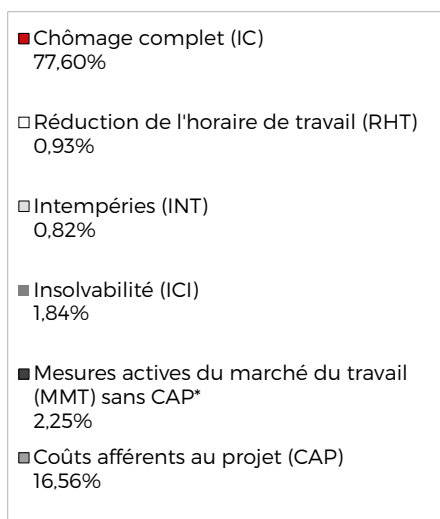 Chômage complet (IC)
77,60%
Réduction de l'horaire de travail (RHT)
0,93%
Intempéries (INT)
0,82%
Insolvabilité (ICI)
1,84%
Mesures actives du marché du travail
(MMT) sans CAP*
2,25%
Coûts afférents au projet (CAP)
16,56%